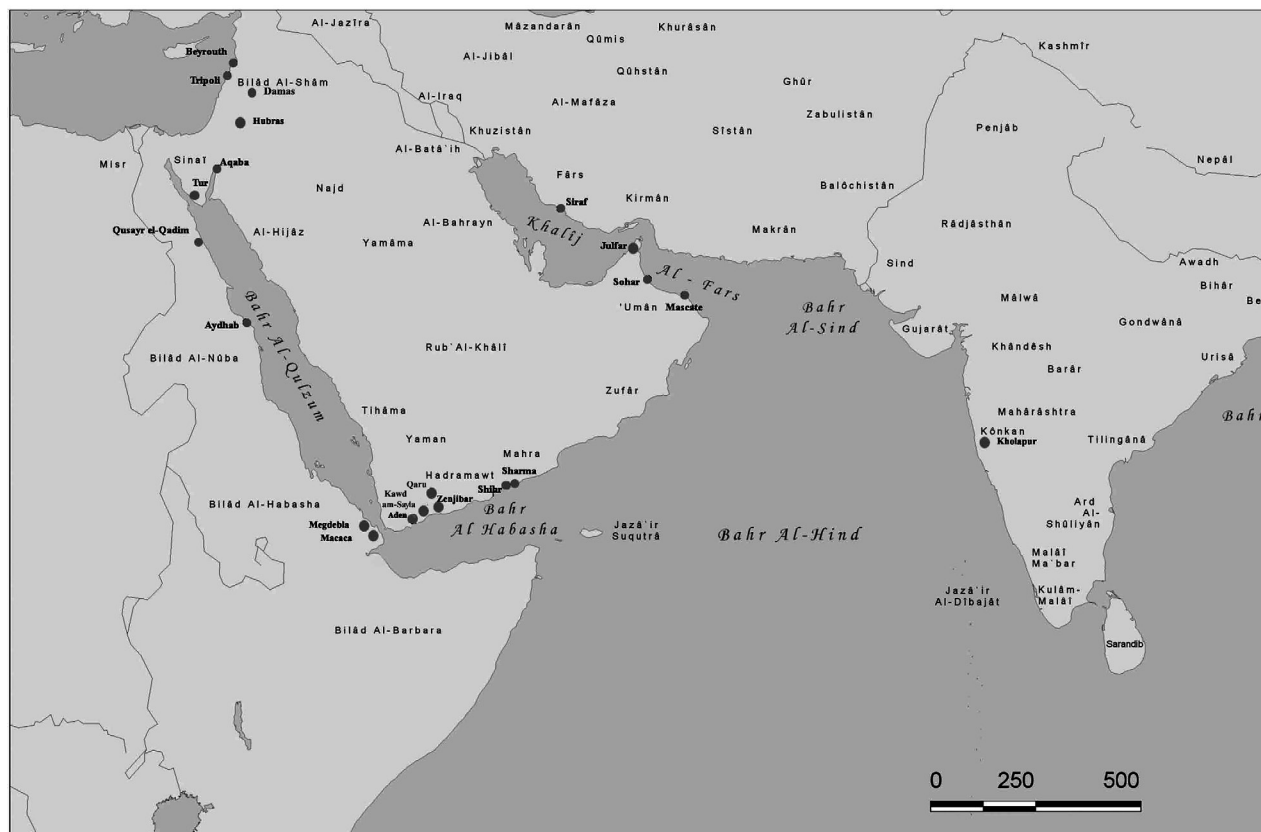 Al-Jazîra
Mâzandarân
Khurâsân
Qûmis
Kashmîr
Beyrouth
Al-Jibâl
Tripoli
Qûhstân
Bilâd Al-Shâm
Ghûr
Damas
Al-Iraq
Al-Mafâza
Zabulistân
Hubras
Khuzistân
Sîstân
Penjâb
Al-Batâ'ih
Misr
Sinaï
Aqaba
Nepâl
Fârs
Tur
Najd
Balôchistân
Siraf
Kirmân
Qusayr el-Qadim
Al-Hijâz
Al-Bahrayn
Khalîj
Makrân
Râdjâsthân
Yamâma
Julfar
Sind
Awadh
Sohar
Al - Fars
Bihâr
Mascate
Mâlwâ
Be
'Umân
Bahr
Al-Sind
Aydhab
Bahr Al-Qulzum
Gujarât
Gondwânâ
Bilâd Al-Nûba
Rub'Al-Khâlî
Khândêsh
Urisâ
Barâr
Zufâr
Tihâma
Mahârâshtra
Bahr
Yaman
Kônkan
Kholapur
Tilingânâ
Mahra
Hadramawt
Sharma
Qaru
Shihr
Kawd
am-Sayla
Zenjibar
Bilâd Al-Habasha
Aden
Bahr
Al Habasha
Ard
Al-
Shûliyân
Megdebla
Macaca
Jazâ'ir
Suqutrâ
Bahr Al-Hind
Malâî
Ma'bar
Jazâ'ir
Al-Dîbajât
Kulâm-
Malâî
Bilâd Al-Barbara
Sarandib
0 250 500